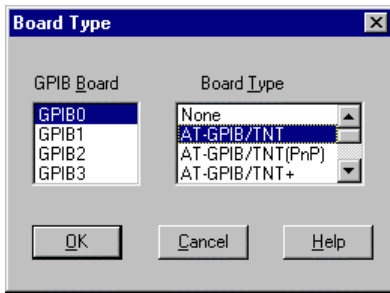 Board Type
GPIB Board
Board Type
GPIB0
GPIB1
GPIB2
GPIB3
None
AT-GPIB/TNT
AT-GPIB/TNT(PnP)
AT-GPIB/TNT+
OK
Cancel
Help